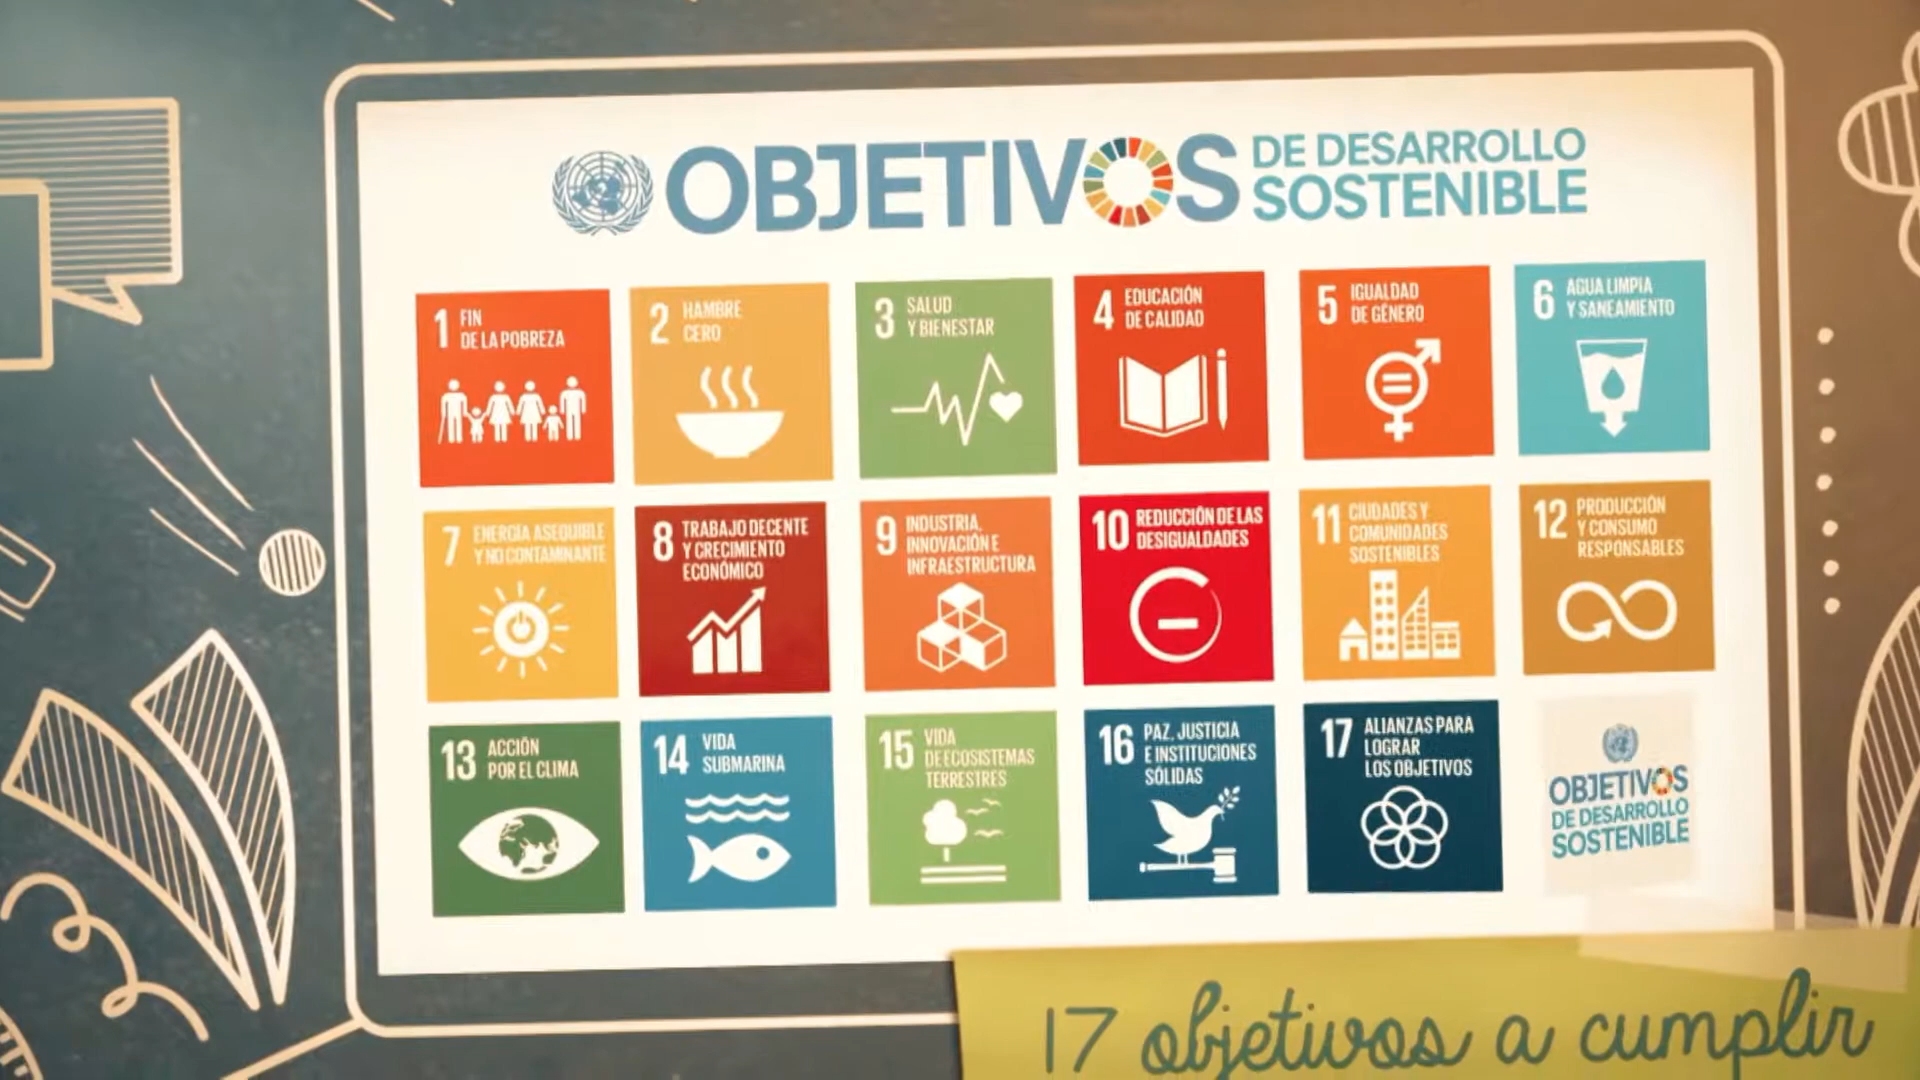 OBJETIVOS
DE DESARROLLO
SOSTENIBLE
1 FIN
DE LA POBREZA
2 HAMBRE
CERO
3 SALUD
Y BIENESTAR
4 EDUCACIÓN
DE CALIDAD
5 IGUALDAD
DE GÉNERO
6 AGUA LIMPIA
Y SANEAMIENTO
7 ENERGÍA ASEQUIBLE
Y NO CONTAMINANTE
8 TRABAJO DECENTE
Y CRECIMIENTO
ECONÓMICO
9 INDUSTRIA,
INNOVACIÓN E
INFRAESTRUCTURA
10 REDUCCIÓN DE LAS
DESIGUALDADES
11 CIUDADES Y
COMUNIDADES
SOSTENIBLES
12 PRODUCCIÓN
Y CONSUMO
RESPONSABLES
13 ACCIÓN
POR EL CLIMA
14 VIDA
SUBMARINA
15 VIDA
DE ECOSISTEMAS
TERRESTRES
16 PAZ, JUSTICIA
E INSTITUCIONES
SÓLIDAS
17 ALIANZAS PARA
LOGRAR
LOS OBJETIVOS
OBJETIVOS
DE DESARROLLO
SOSTENIBLE
17 objetivos a cumplir